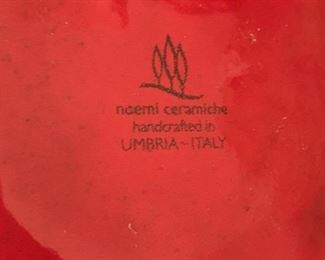 noemi ceramiche
handcrafted in
UMBRIA ~ ITALY